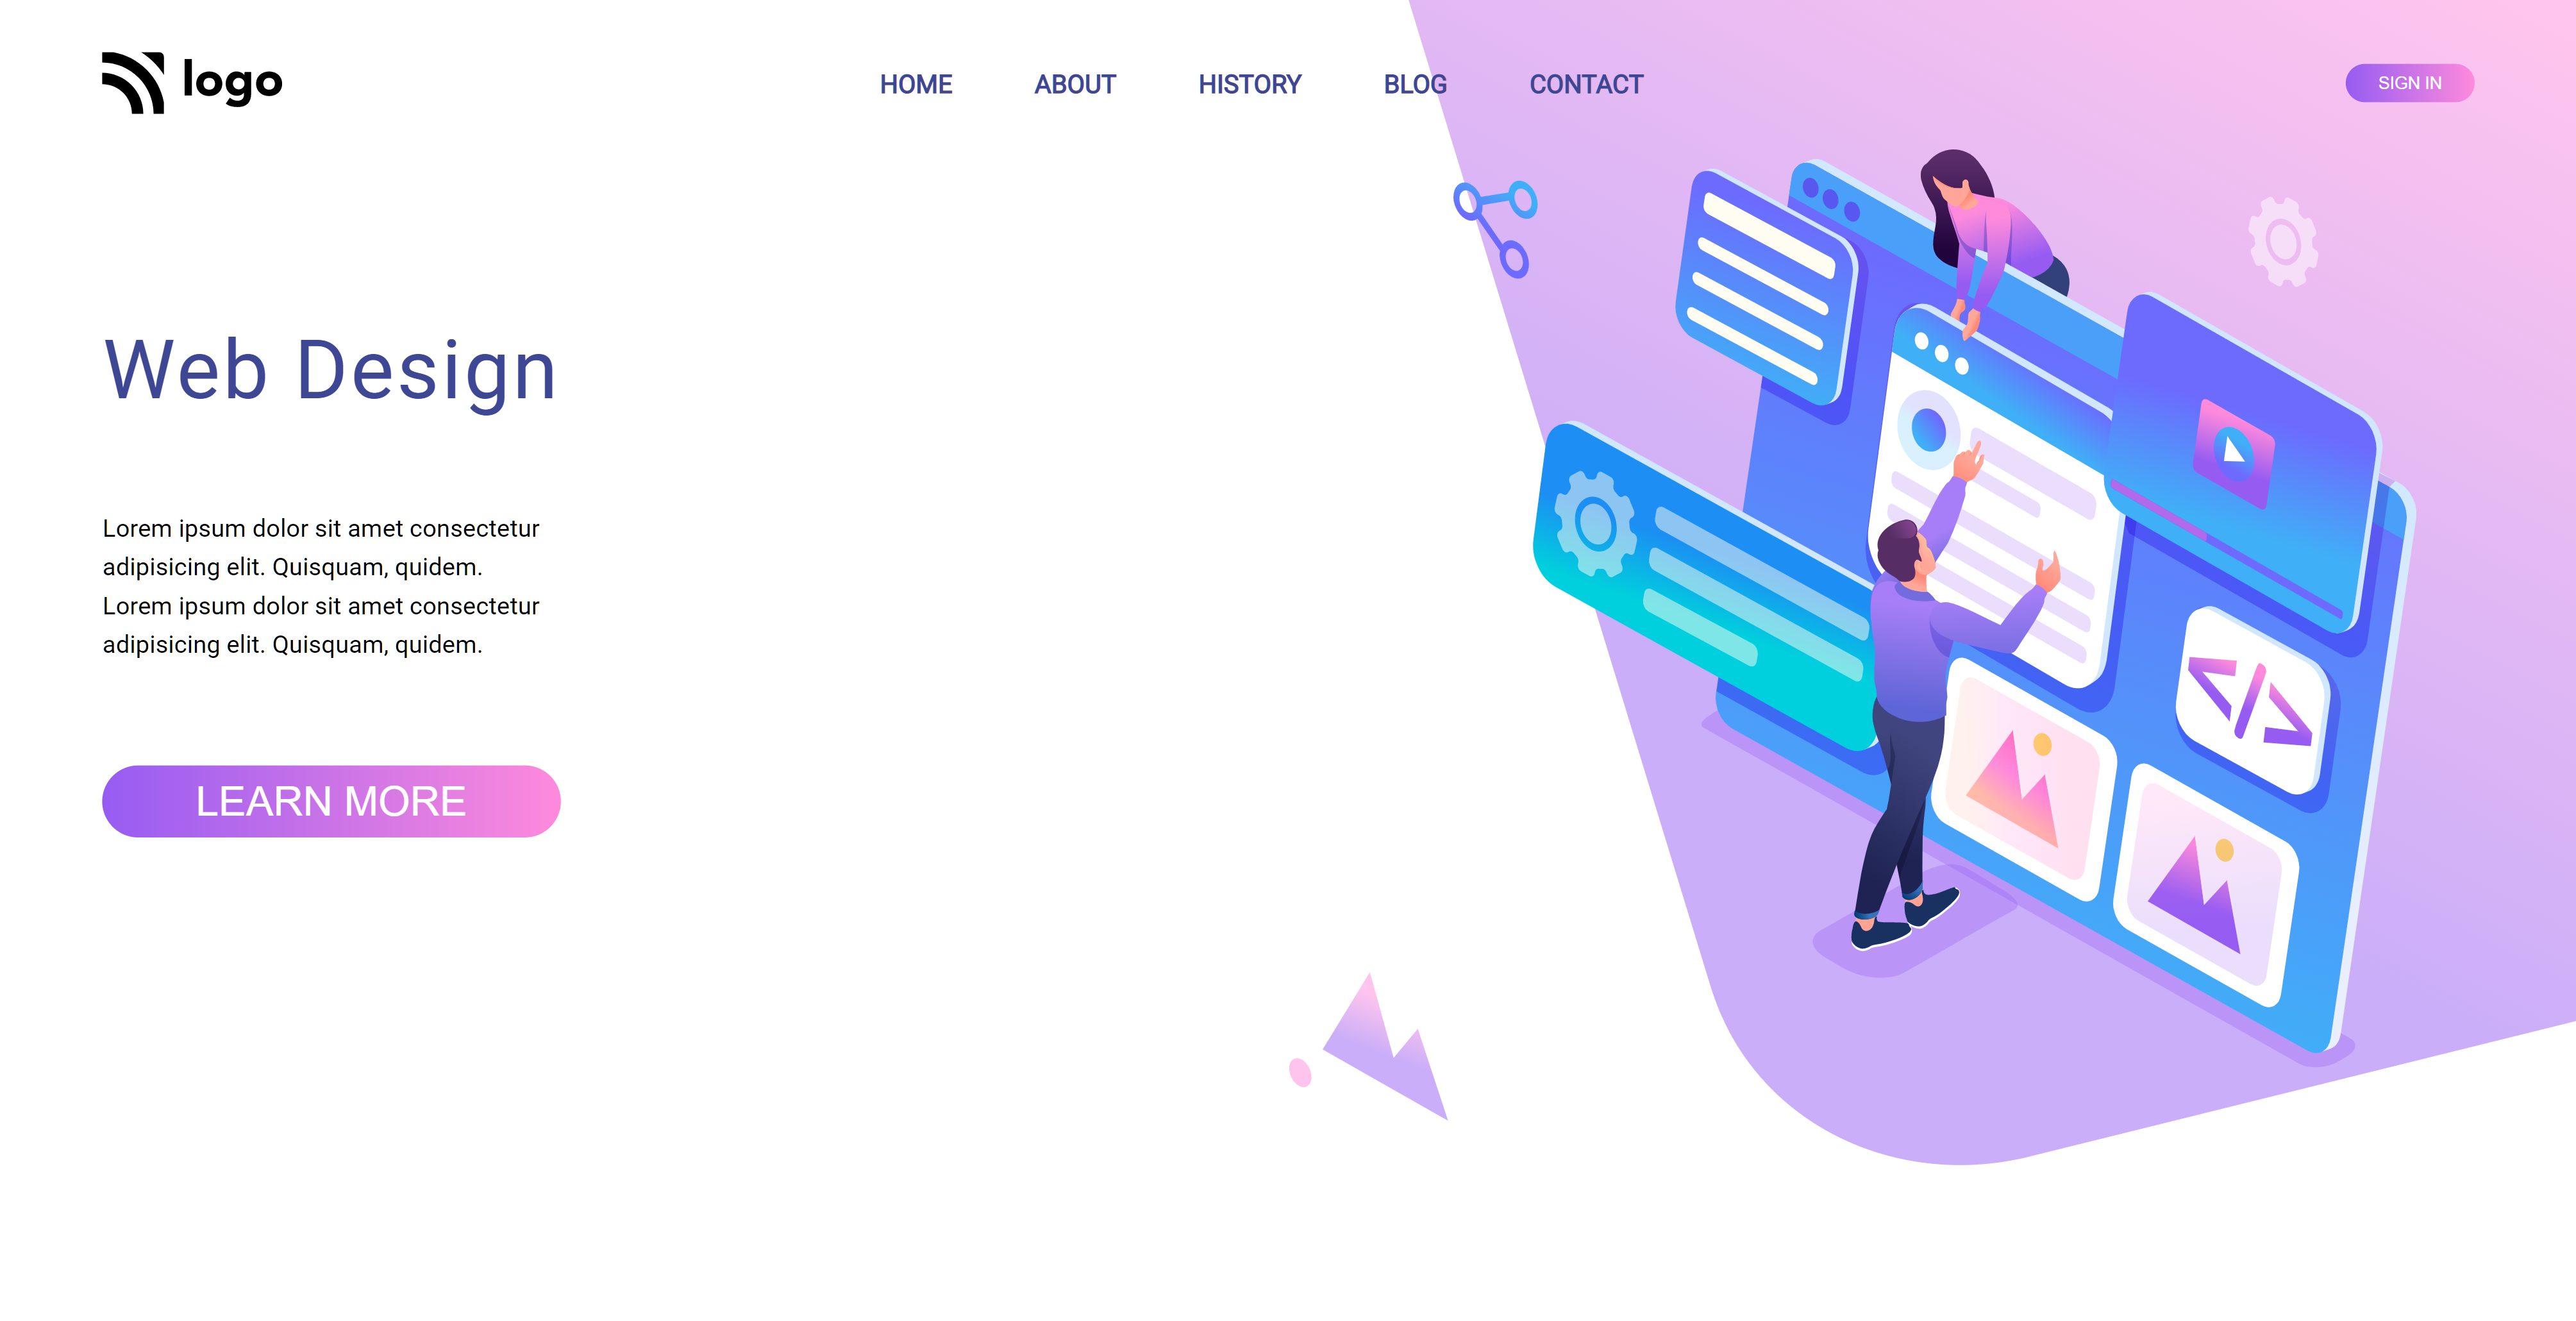 logo
HOME ABOUT HISTORY BLOG CONTACT
SIGN IN
Web Design
Lorem ipsum dolor sit amet consectetur
adipisicing elit. Quisquam, quidem.
Lorem ipsum dolor sit amet consectetur
adipisicing elit. Quisquam, quidem.
LEARN MORE